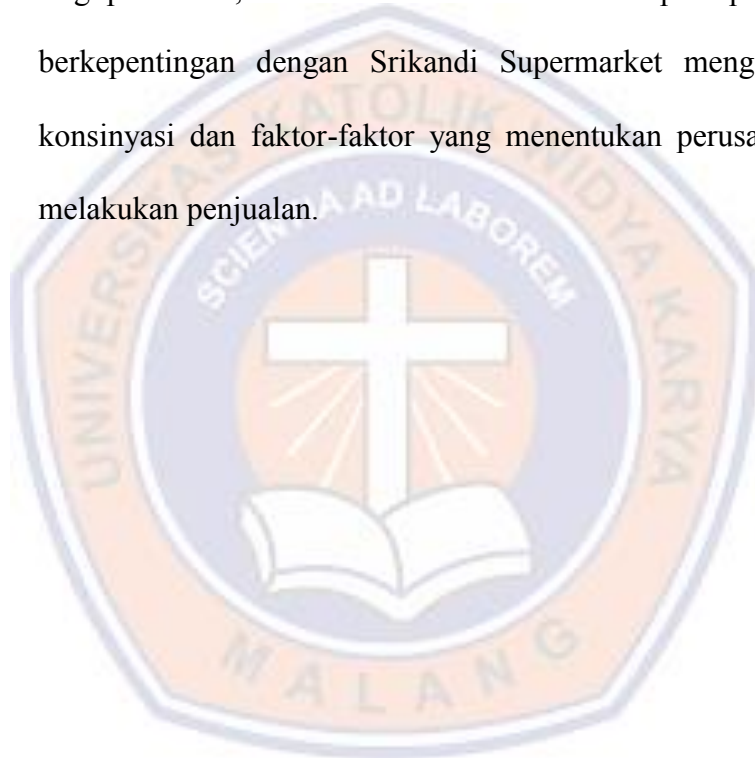 berkepentingan dengan Srikandi Supermarket meng
konsinyasi dan faktor-faktor yang menentukan perusa
melakukan penjualan.
UNIVERSITAS KATOLIK WIDYA KARYA
SCIENTIA AD LABOREM
MALANG